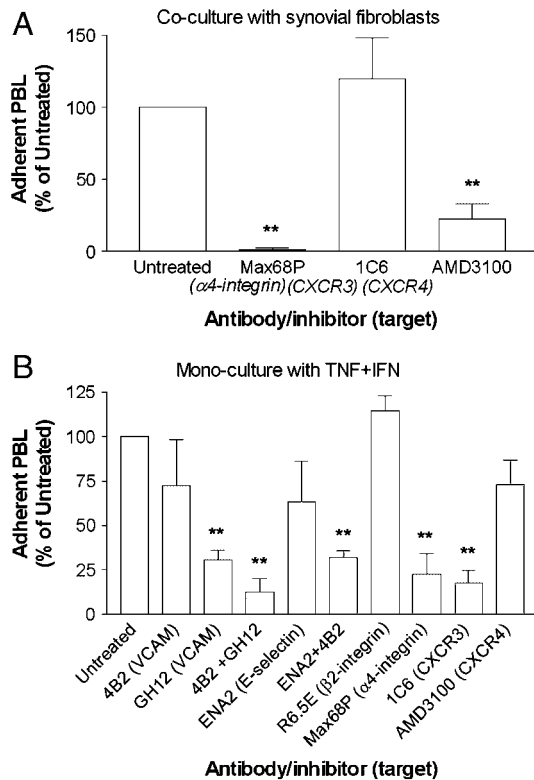 A
Co-culture with synovial fibroblasts
Adherent PBL
(% of Untreated)
150
100
50
0
**
**
Untreated Max68P 1C6 AMD3100
(α4-integrin) (CXCR3) (CXCR4)
Antibody/inhibitor (target)
B
Mono-culture with TNF+IFN
Adherent PBL
(% of Untreated)
125
100
75
50
25
0
**
**
**
**
**
Untreated
4B2 (VCAM)
GH12 (VCAM)
4B2 +GH12
ENA2 (E-selectin)
ENA2+4B2
R6.5E (β2-integrin)
Max68P (α4-integrin)
1C6 (CXCR3)
AMD3100 (CXCR4)
Antibody/inhibitor (target)